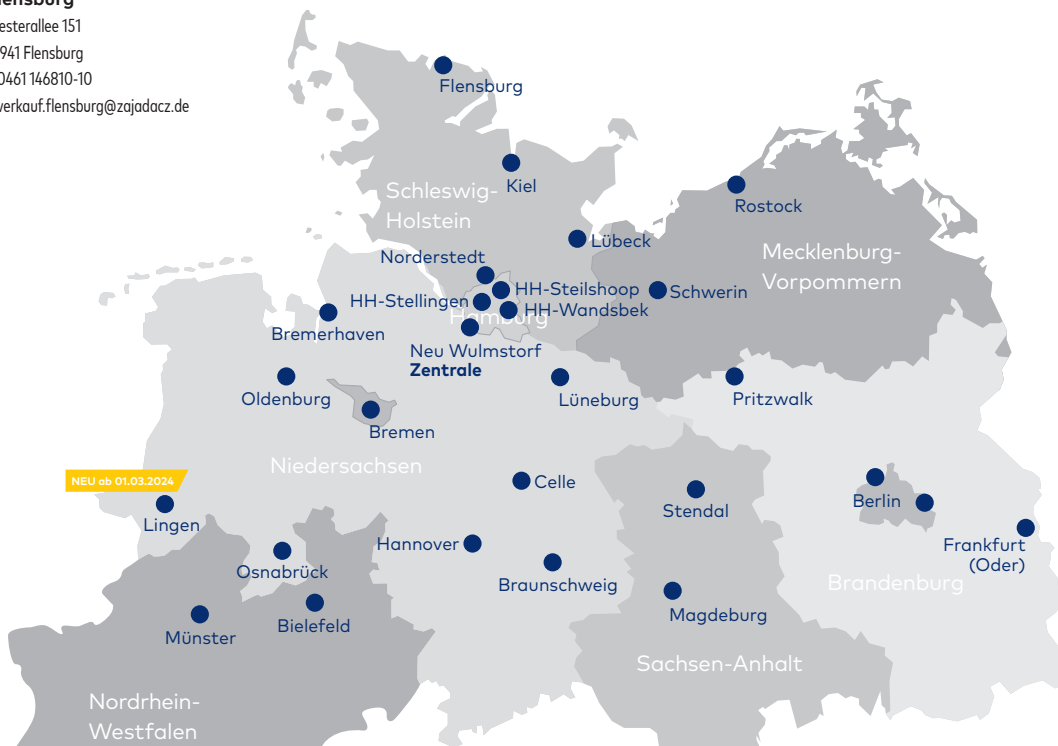 esterallee 151
941 Flensburg
0461 146810-10
verkauf.flensburg@zajadacz.de
Flensburg
Kiel
Schleswig-
Holstein
Rostock
Lübeck
Mecklenburg-
Vorpommern
Norderstedt
HH-Steilshoop
Schwerin
HH-Stellingen
HH-Wandsbek
Hamburg
Bremerhaven
Neu Wulmstorf
Zentrale
Oldenburg
Lüneburg
Pritzwalk
Bremen
Niedersachsen
NEU ab 01.03.2024
Lingen
Celle
Stendal
Berlin
Hannover
Frankfurt
(Oder)
Osnabrück
Braunschweig
Brandenburg
Magdeburg
Münster
Bielefeld
Sachsen-Anhalt
Nordrhein-
Westfalen